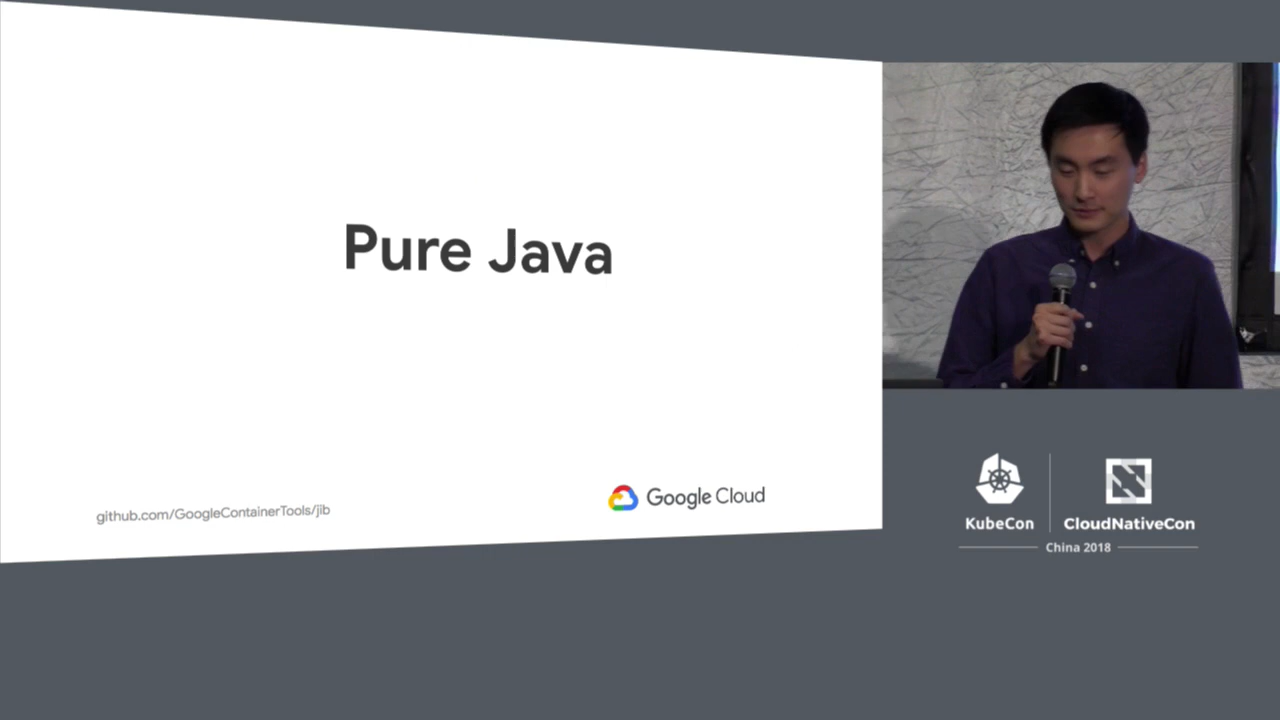 Pure Java
github.com/GoogleContainerTools/jib
Google Cloud
KubeCon
CloudNativeCon
China 2018